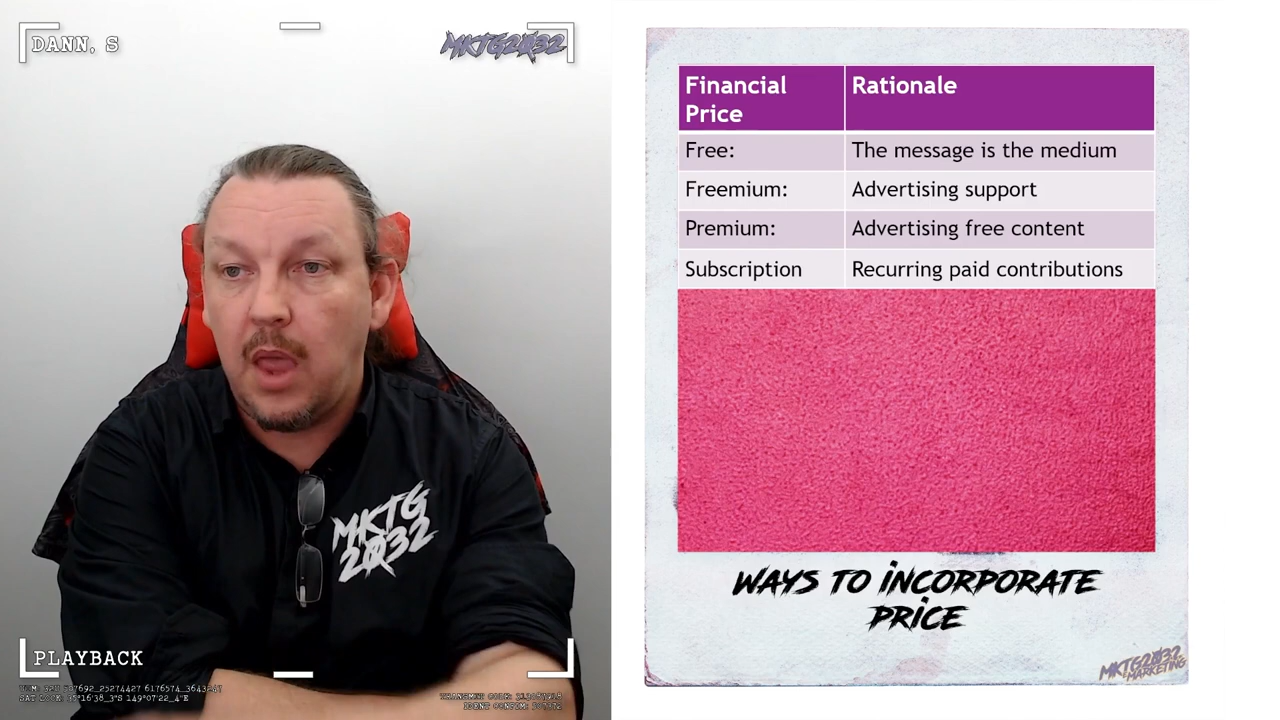 DANN, S
MKTG2032
MKTG
2032
PLAYBACK
Financial Price
Rationale
Free:
The message is the medium
Freemium:
Advertising support
Premium:
Advertising free content
Subscription
Recurring paid contributions
WAYS TO INCORPORATE
PRICE
MKTG2032
MARKETING